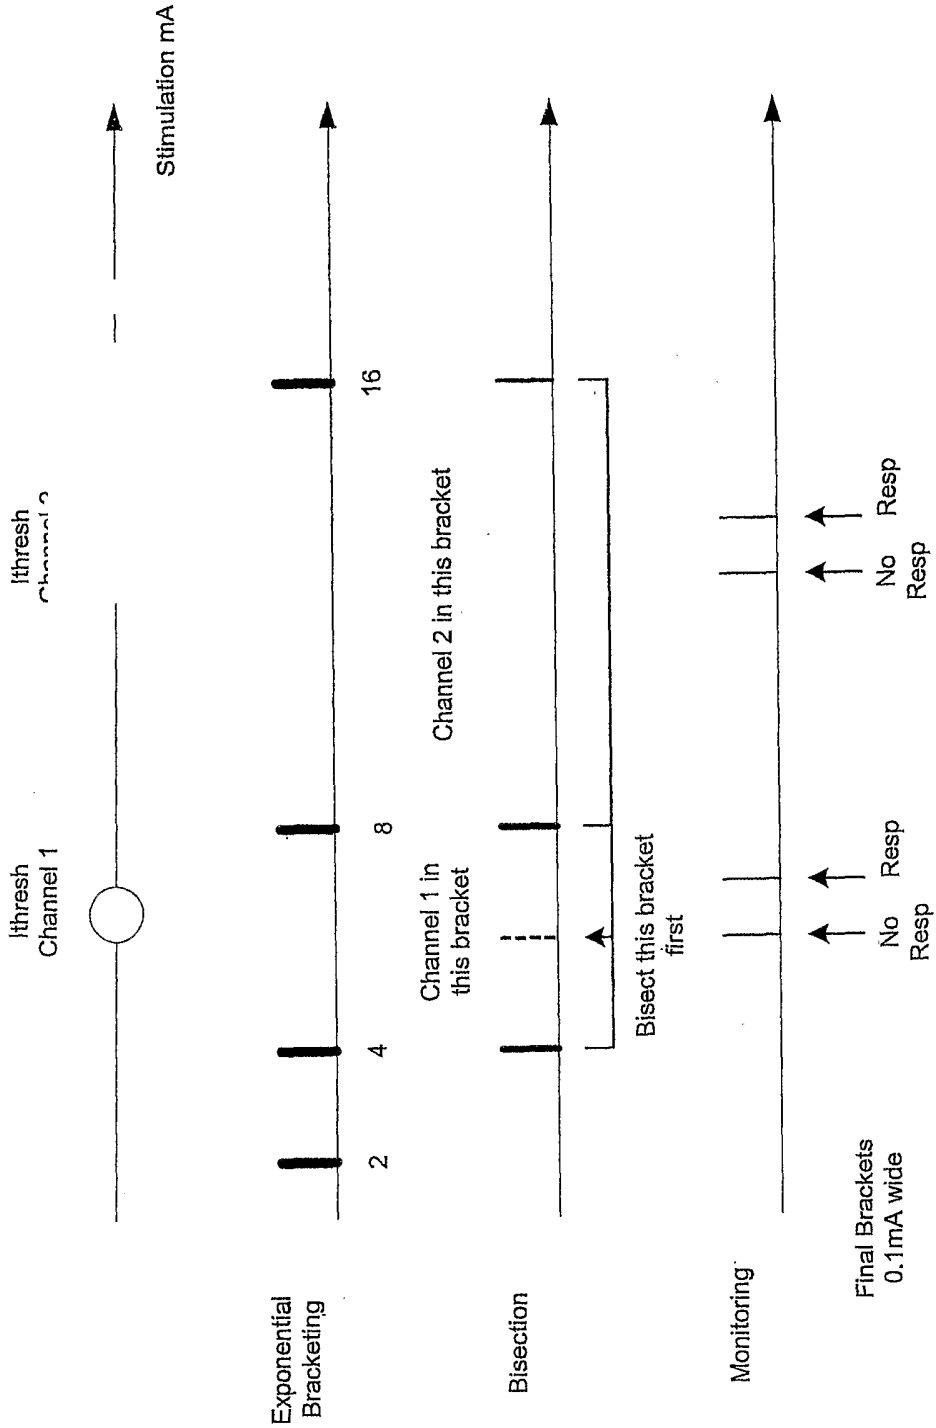 Ithresh
Channel 1
Ithresh
Stimulation mA
Exponential
Bracketing
2
4
8
16
Bisection
Channel 1 in
this bracket
Channel 2 in this bracket
Bisect this bracket
first
Monitoring
No
Resp
Resp
No
Resp
Resp
Final Brackets
0.1mA wide